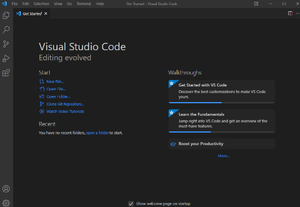 File Edit Selection View Go Run Terminal Help
Get Started - Visual Studio Code
Get Started
Visual Studio Code
Editing evolved
Start
New File...
Open File...
Open Folder...
Clone Git Repository...
Recent
You have no recent folders, open a folder to start.
Walkthroughs
Get Started with VS Code
Discover the best customizations to make VS Code
yours.
Learn the Fundamentals
Jump right into VS Code and get an overview of the
must-have features.
Boost your Productivity
More...
Show welcome page on startup